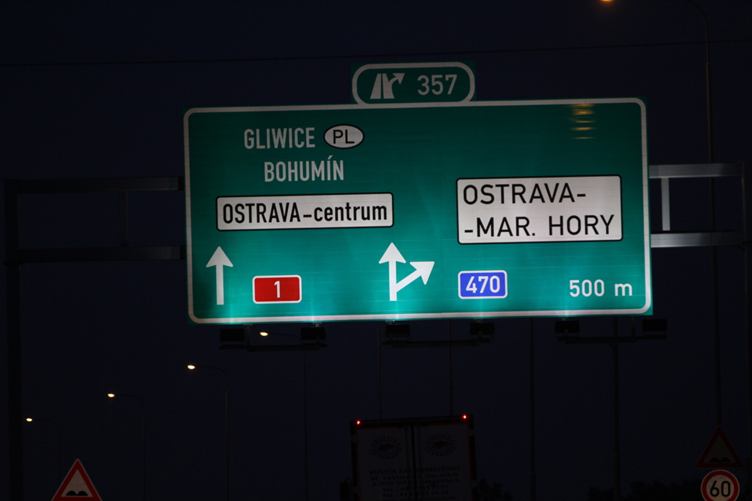 357
GLIWICE PL
BOHUMÍN
OSTRAVA-centrum
OSTRAVA-
-MAR. HORY
1
470
500 m
60